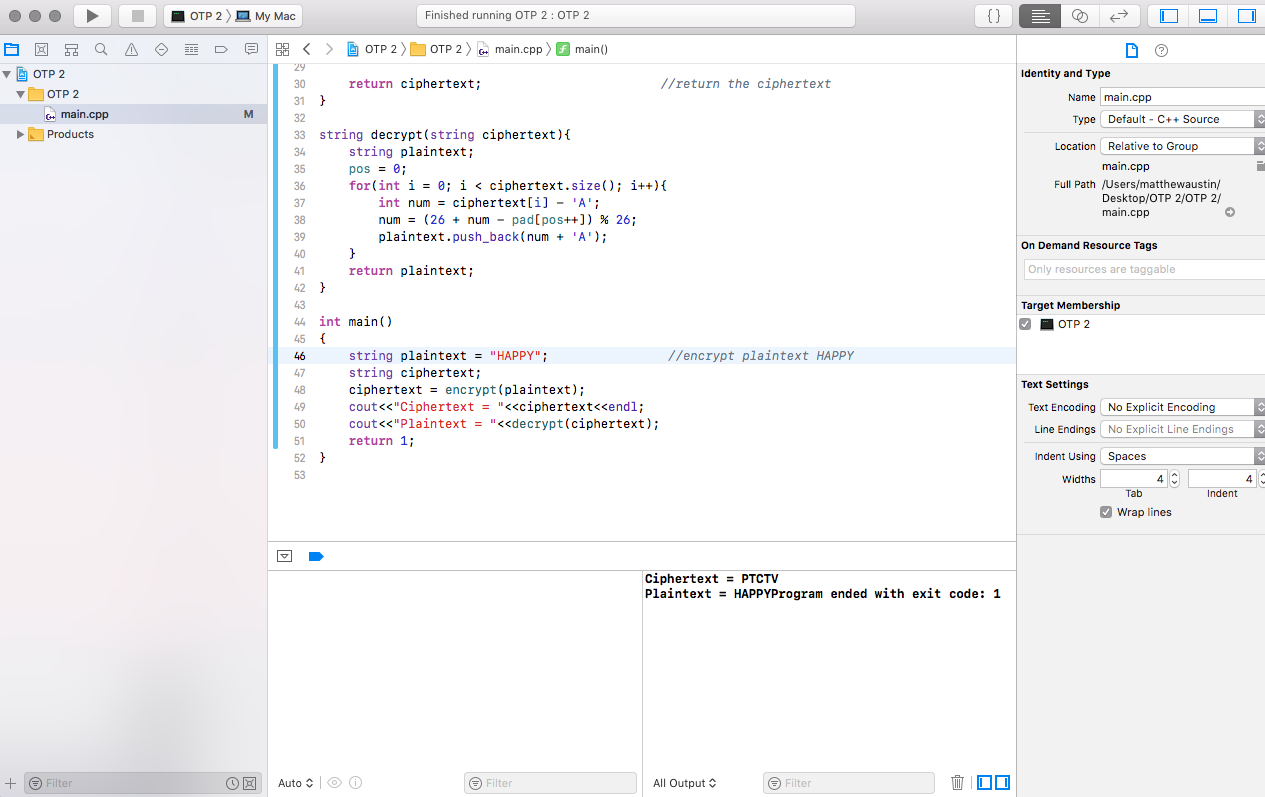 OTP 2 〉 My Mac
Finished running OTP 2 : OTP 2
{ }
OTP 2 〉 OTP 2 〉 main.cpp 〉 main()
OTP 2
OTP 2
main.cpp M
Products
Filter
29
30 return ciphertext; //return the ciphertext
31 }
32
33 string decrypt(string ciphertext){
34 string plaintext;
35 pos = 0;
36 for(int i = 0; i < ciphertext.size(); i++){
37 int num = ciphertext[i] - 'A';
38 num = (26 + num - pad[pos++]) % 26;
39 plaintext.push_back(num + 'A');
40 }
41 return plaintext;
42 }
43
44 int main()
45 {
46 string plaintext = "HAPPY"; //encrypt plaintext HAPPY
47 string ciphertext;
48 ciphertext = encrypt(plaintext);
49 cout<<"Ciphertext = "<<ciphertext<<endl;
50 cout<<"Plaintext = "<<decrypt(ciphertext);
51 return 1;
52 }
53
Auto
Filter
Ciphertext = PTCTV
Plaintext = HAPPYProgram ended with exit code: 1
All Output
Filter
Identity and Type
Name main.cpp
Type Default - C++ Source
Location Relative to Group
main.cpp
Full Path /Users/matthewaustin/
Desktop/OTP 2/OTP 2/
main.cpp
On Demand Resource Tags
Only resources are taggable
Target Membership
OTP 2
Text Settings
Text Encoding No Explicit Encoding
Line Endings No Explicit Line Endings
Indent Using Spaces
Widths 4 4
Tab Indent
Wrap lines